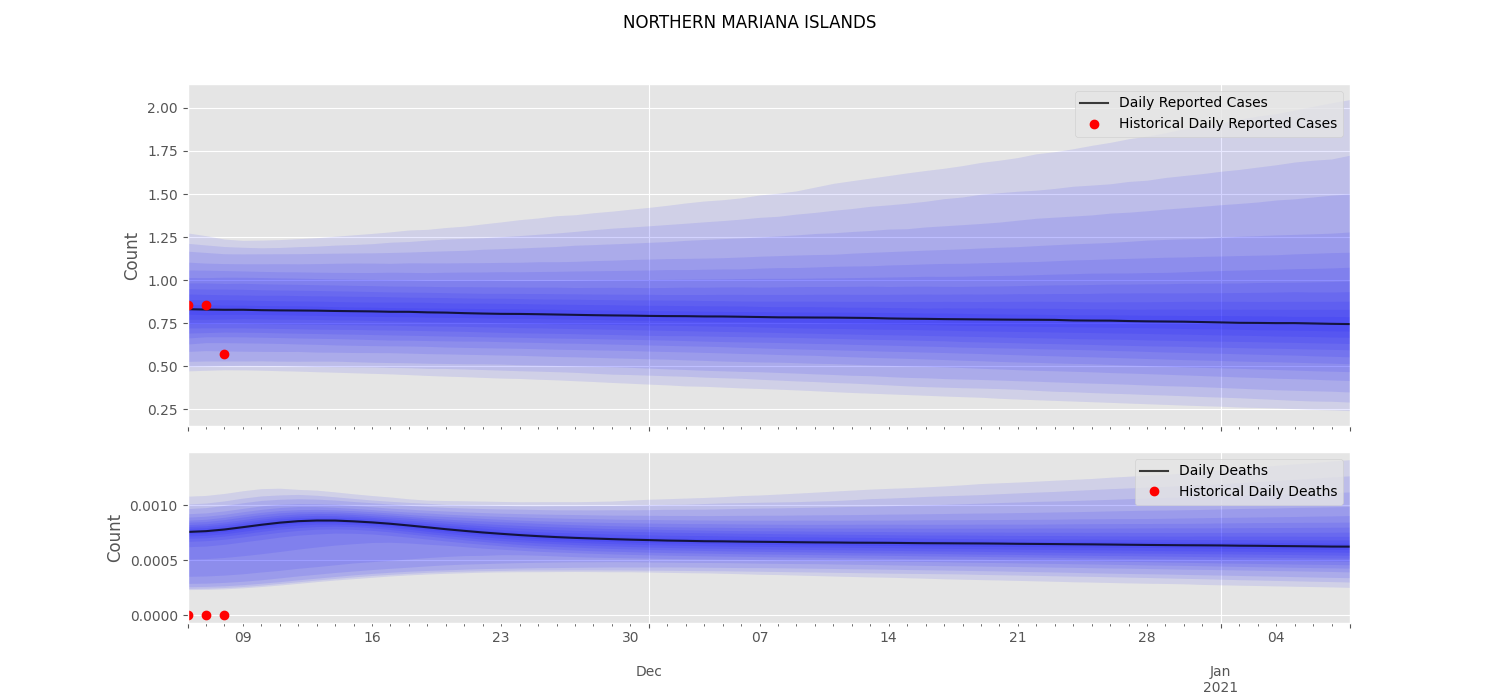 NORTHERN MARIANA ISLANDS
Daily Reported Cases
Historical Daily Reported Cases
Count
2.00
1.75
1.50
1.25
1.00
0.75
0.50
0.25
Daily Deaths
Historical Daily Deaths
Count
0.0010
0.0005
0.0000
09 16 23 30 07 14 21 28 04
Dec Jan
2021